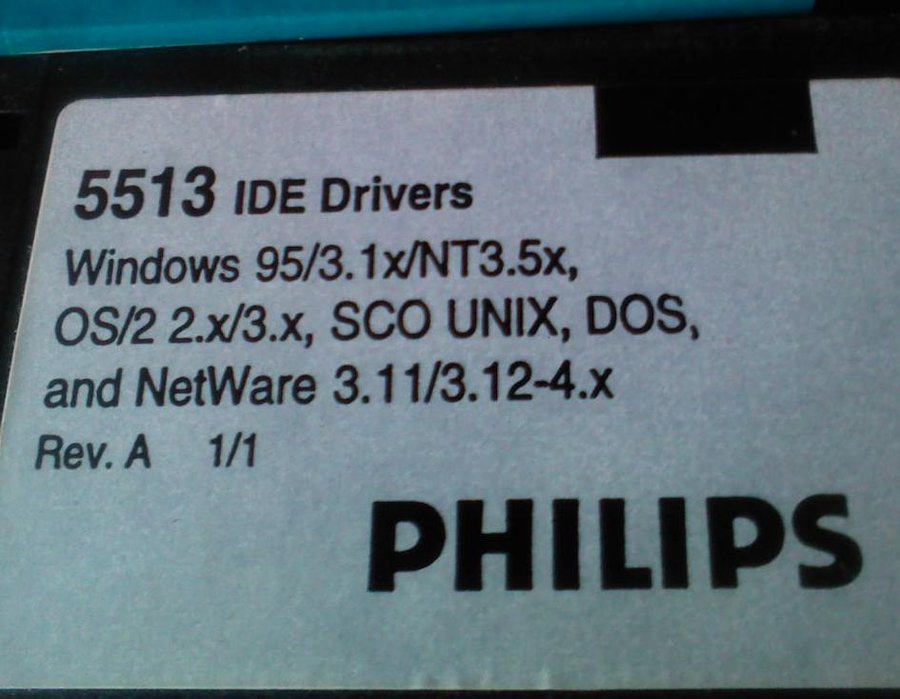 5513 IDE Drivers
Windows 95/3.1x/NT3.5x,
OS/2 2.x/3.x, SCO UNIX, DOS,
and NetWare 3.11/3.12-4.x
Rev. A 1/1
PHILIPS